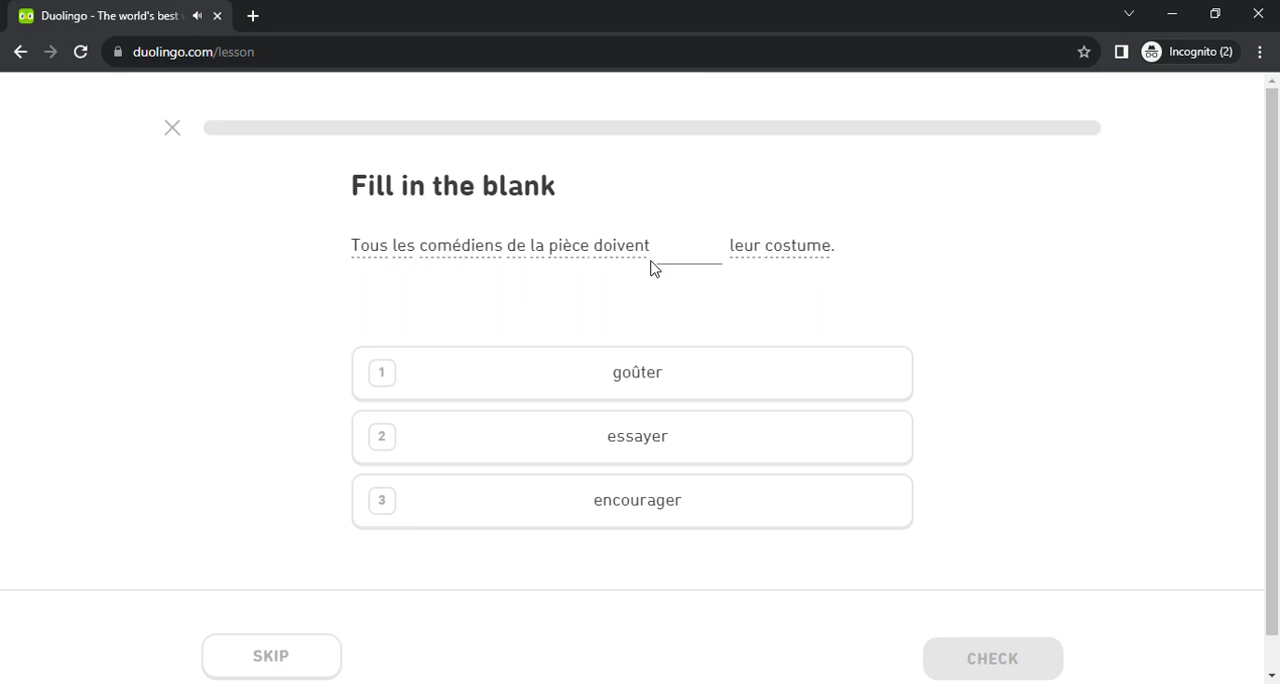 Duolingo - The world's best
duolingo.com/lesson
Incognito (2)
Fill in the blank
Tous les comédiens de la pièce doivent ______ leur costume.
1 goûter
2 essayer
3 encourager
SKIP
CHECK